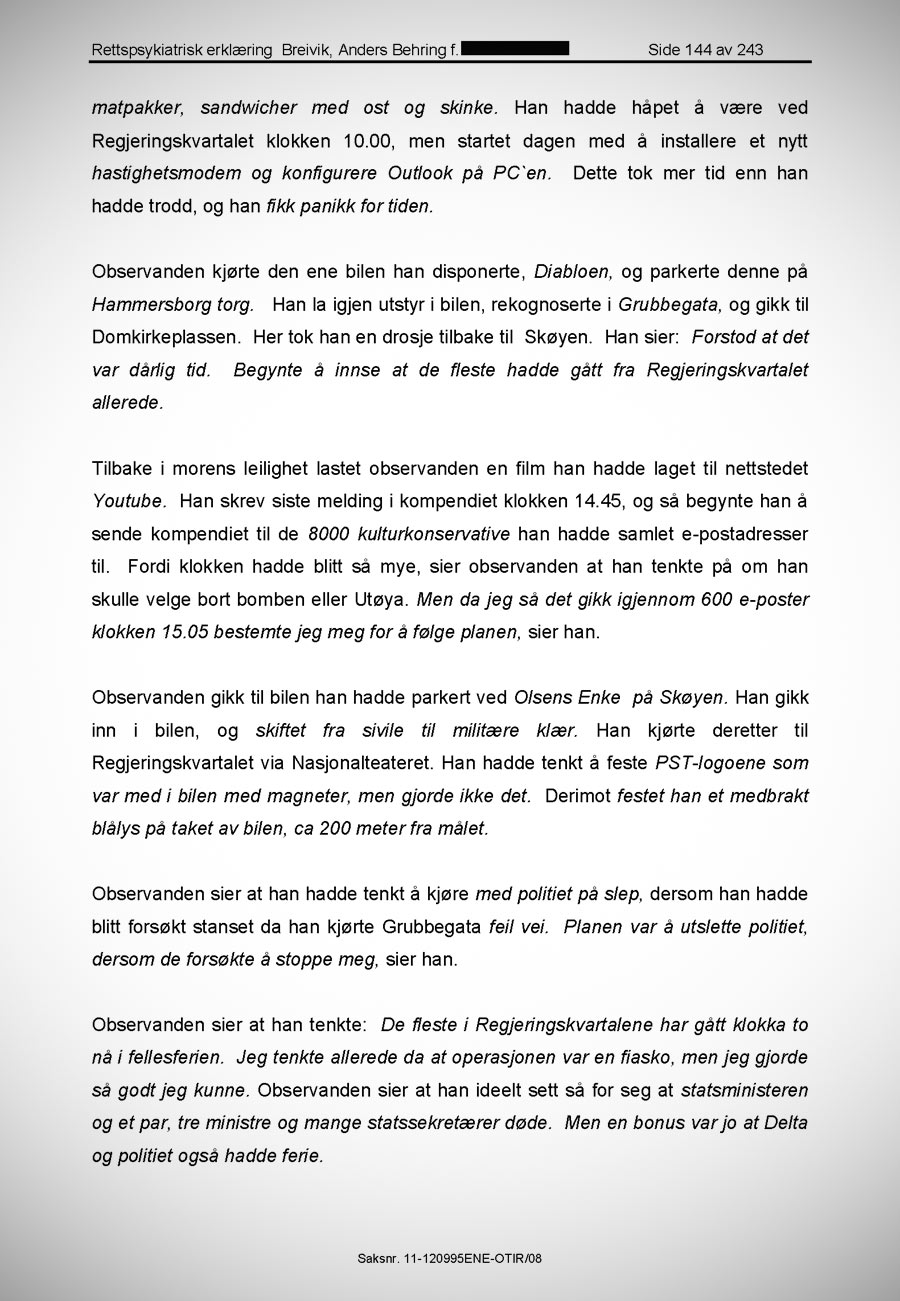 Rettspsykiatrisk erklæring Breivik, Anders Behring f. Side 144 av 243
matpakker, sandwicher med ost og skinke. Han hadde håpet å være ved
Regjeringskvartalet klokken 10.00, men startet dagen med å installere et nytt
hastighetsmodem og konfigurere Outlook på PC`en. Dette tok mer tid enn han
hadde trodd, og han fikk panikk for tiden.
Observanden kjørte den ene bilen han disponerte, Diabloen, og parkerte denne på
Hammersborg torg. Han la igjen utstyr i bilen, rekognoserte i Grubbegata, og gikk til
Domkirkeplassen. Her tok han en drosje tilbake til Skøyen. Han sier: Forstod at det
var dårlig tid. Begynte å innse at de fleste hadde gått fra Regjeringskvartalet
allerede.
Tilbake i morens leilighet lastet observanden en film han hadde laget til nettstedet
Youtube. Han skrev siste melding i kompendiet klokken 14.45, og så begynte han å
sende kompendiet til de 8000 kulturkonservative han hadde samlet e-postadresser
til. Fordi klokken hadde blitt så mye, sier observanden at han tenkte på om han
skulle velge bort bomben eller Utøya. Men da jeg så det gikk igjennom 600 e-poster
klokken 15.05 bestemte jeg meg for å følge planen, sier han.
Observanden gikk til bilen han hadde parkert ved Olsens Enke på Skøyen. Han gikk
inn i bilen, og skiftet fra sivile til militære klær. Han kjørte deretter til
Regjeringskvartalet via Nasjonalteateret. Han hadde tenkt å feste PST-logoene som
var med i bilen med magneter, men gjorde ikke det. Derimot festet han et medbrakt
blålys på taket av bilen, ca 200 meter fra målet.
Observanden sier at han hadde tenkt å kjøre med politiet på slep, dersom han hadde
blitt forsøkt stanset da han kjørte Grubbegata feil vei. Planen var å utslette politiet,
dersom de forsøkte å stoppe meg, sier han.
Observanden sier at han tenkte: De fleste i Regjeringskvartalene har gått klokka to
nå i fellesferien. Jeg tenkte allerede da at operasjonen var en fiasko, men jeg gjorde
så godt jeg kunne. Observanden sier at han ideelt sett så for seg at statsministeren
og et par, tre ministre og mange statssekretærer døde. Men en bonus var jo at Delta
og politiet også hadde ferie.
Saksnr. 11-120995ENE-OTIR/08